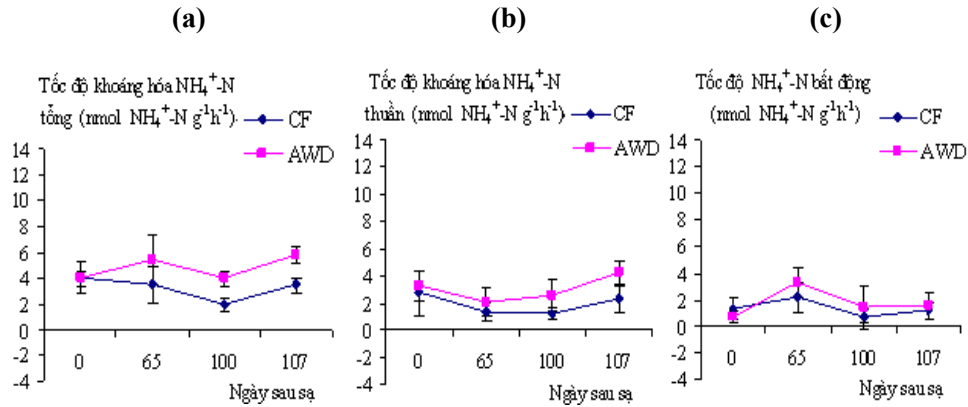 (a)
Tốc độ khoáng hóa NH₄⁺-N
tổng (nmol NH₄⁺-N g⁻¹h⁻¹)
CF
AWD
14
12
10
8
6
4
2
0
-2
-4
0 65 100 107
Ngày sau sạ
(b)
Tốc độ khoáng hóa NH₄⁺-N
thuần (nmol NH₄⁺-N g⁻¹h⁻¹)
CF
AWD
14
12
10
8
6
4
2
0
-2
-4
0 65 100 107
Ngày sau sạ
(c)
Tốc độ NH₄⁺-N bất động
(nmol NH₄⁺-N g⁻¹h⁻¹)
CF
AWD
14
12
10
8
6
4
2
0
-2
-4
0 65 100 107
Ngày sau sạ